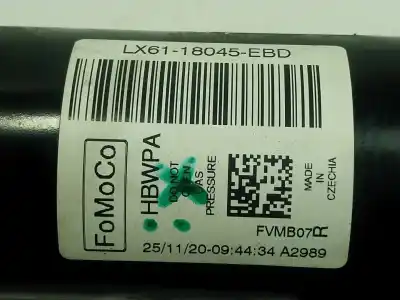 LX61-18045-EBD
FoMoCo
HBWPA
DO NOT
OPEN
GAS
PRESSURE
MADE
IN
CZECHIA
FVMB07
R
25/11/20-09:44:34 A2989